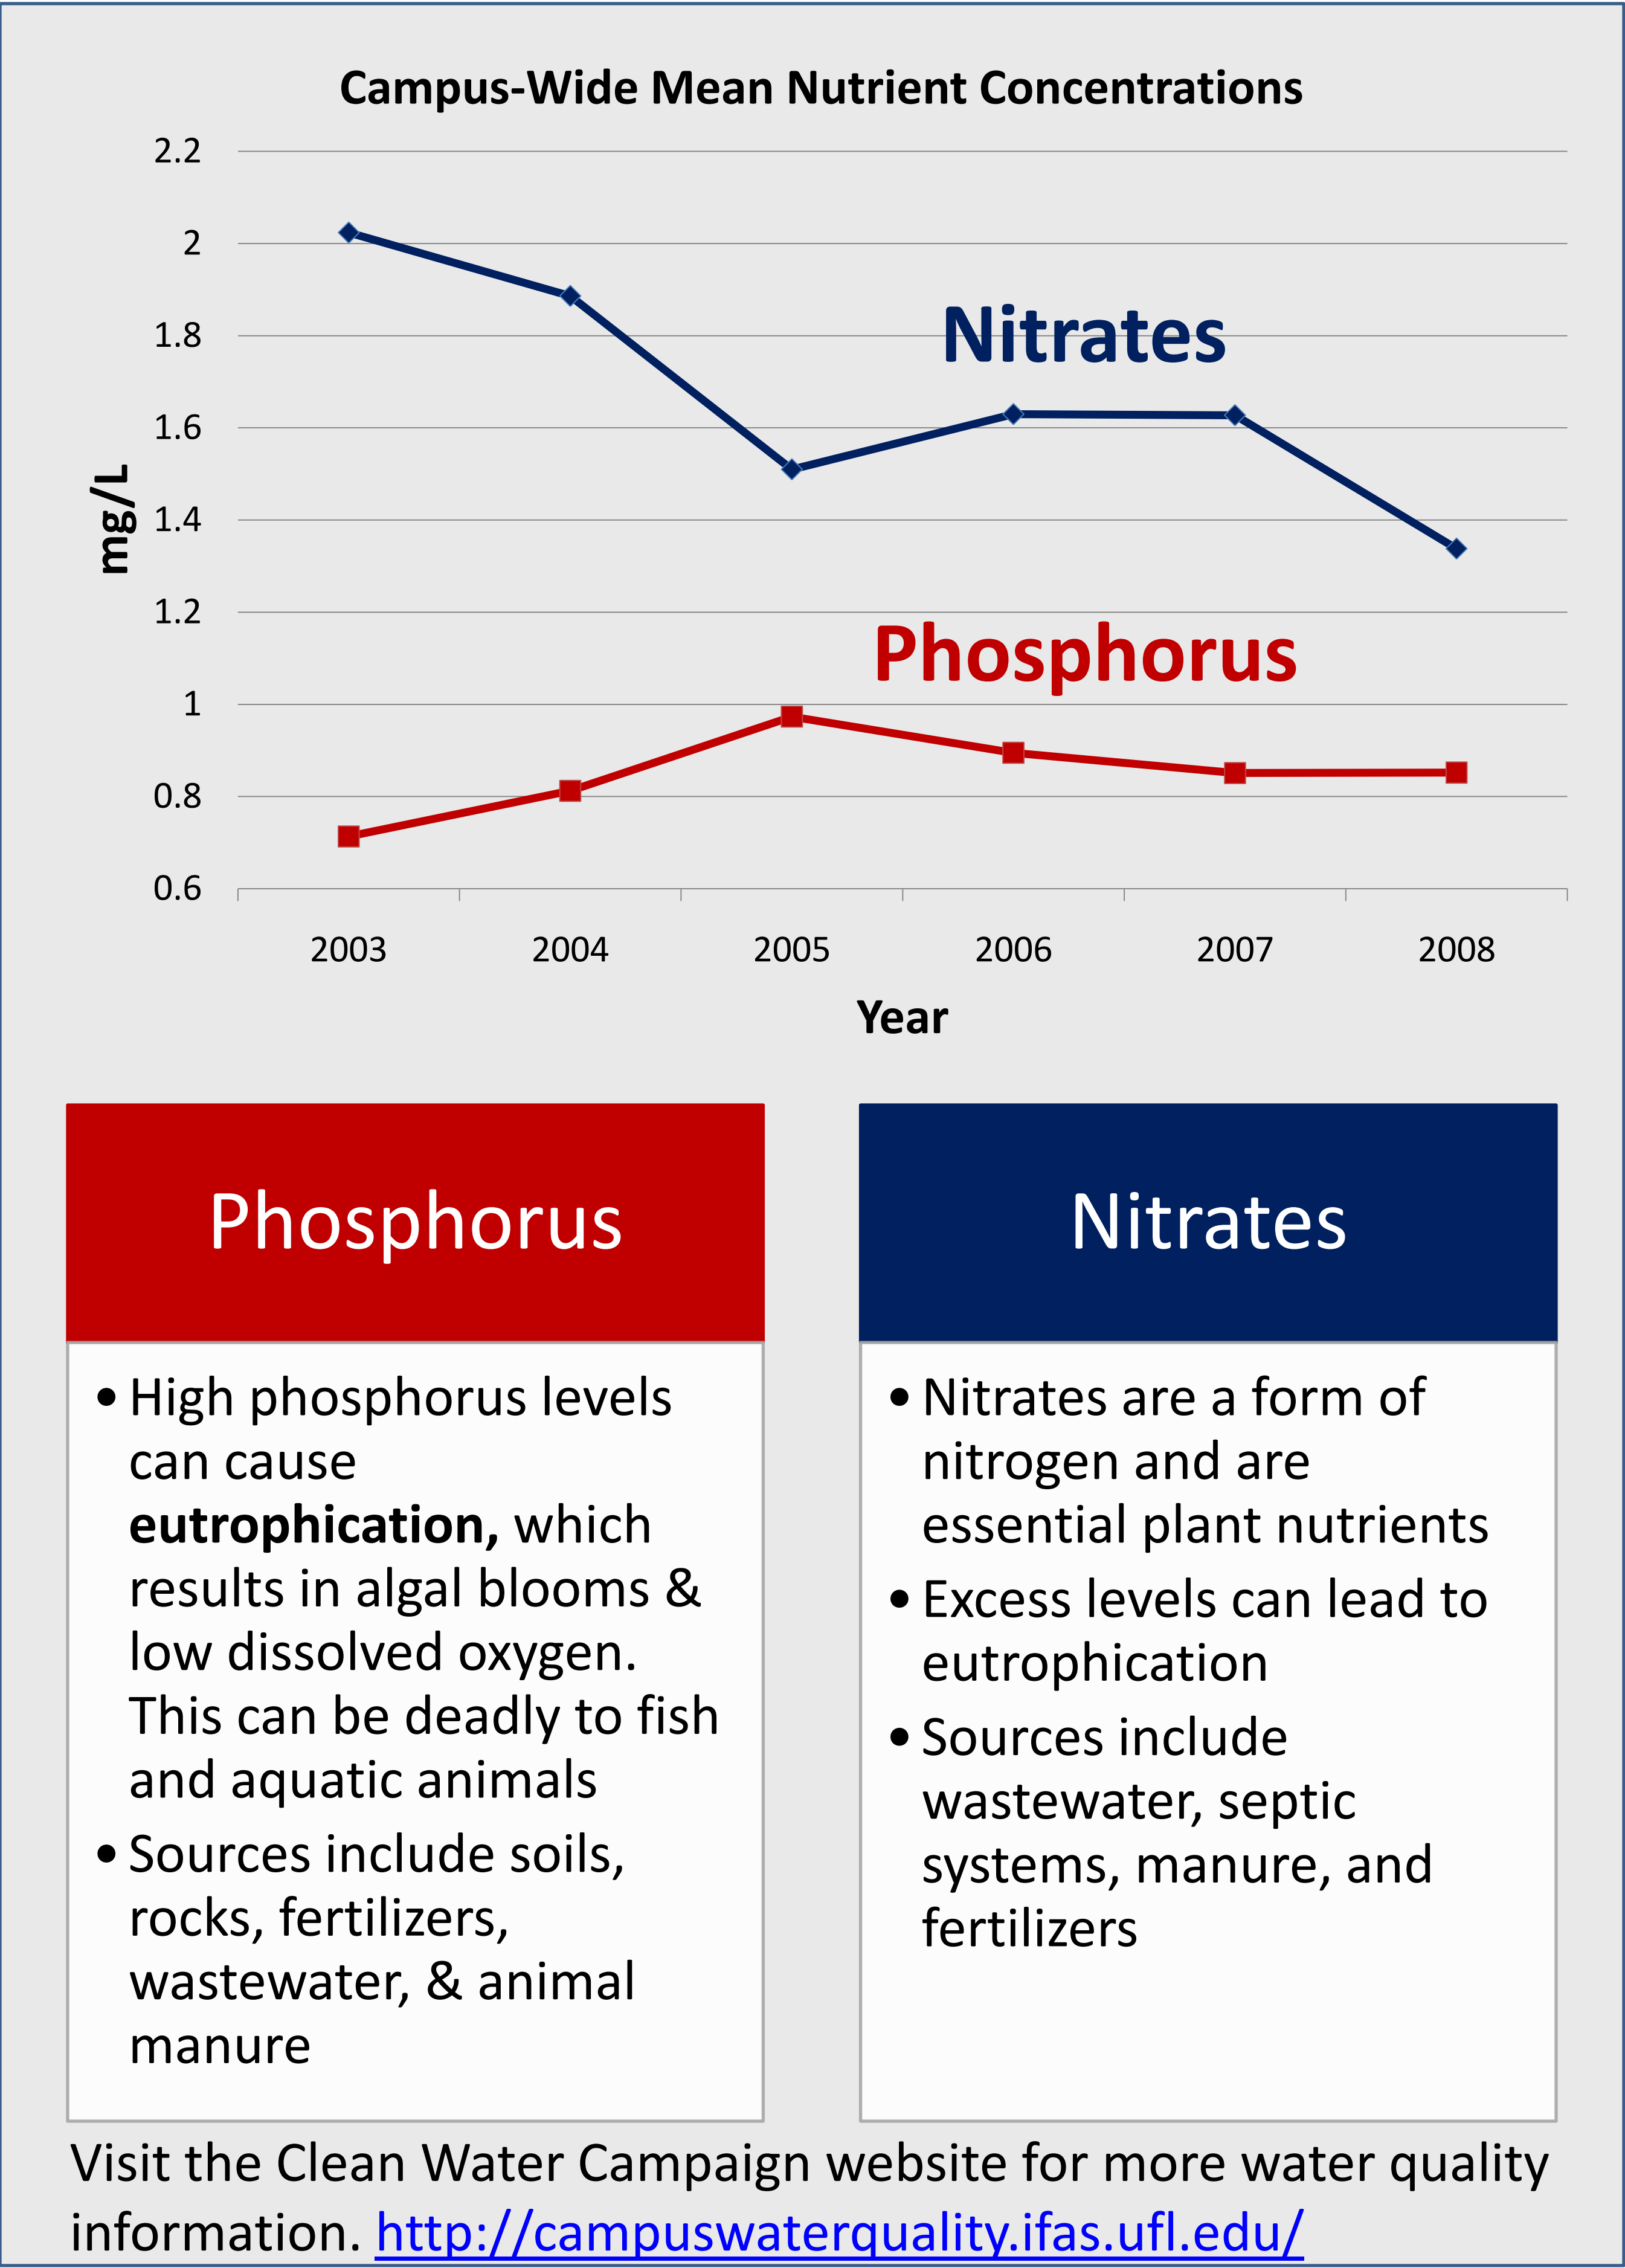 Campus-Wide Mean Nutrient Concentrations
2.2
2
1.8
1.6
1.4
1.2
1
0.8
0.6
mg/L
Nitrates
Phosphorus
2003 2004 2005 2006 2007 2008
Year
Phosphorus
• High phosphorus levels
can cause
eutrophication, which
results in algal blooms &
low dissolved oxygen.
This can be deadly to fish
and aquatic animals
• Sources include soils,
rocks, fertilizers,
wastewater, & animal
manure
Nitrates
• Nitrates are a form of
nitrogen and are
essential plant nutrients
• Excess levels can lead to
eutrophication
• Sources include
wastewater, septic
systems, manure, and
fertilizers
Visit the Clean Water Campaign website for more water quality
information. http://campuswaterquality.ifas.ufl.edu/